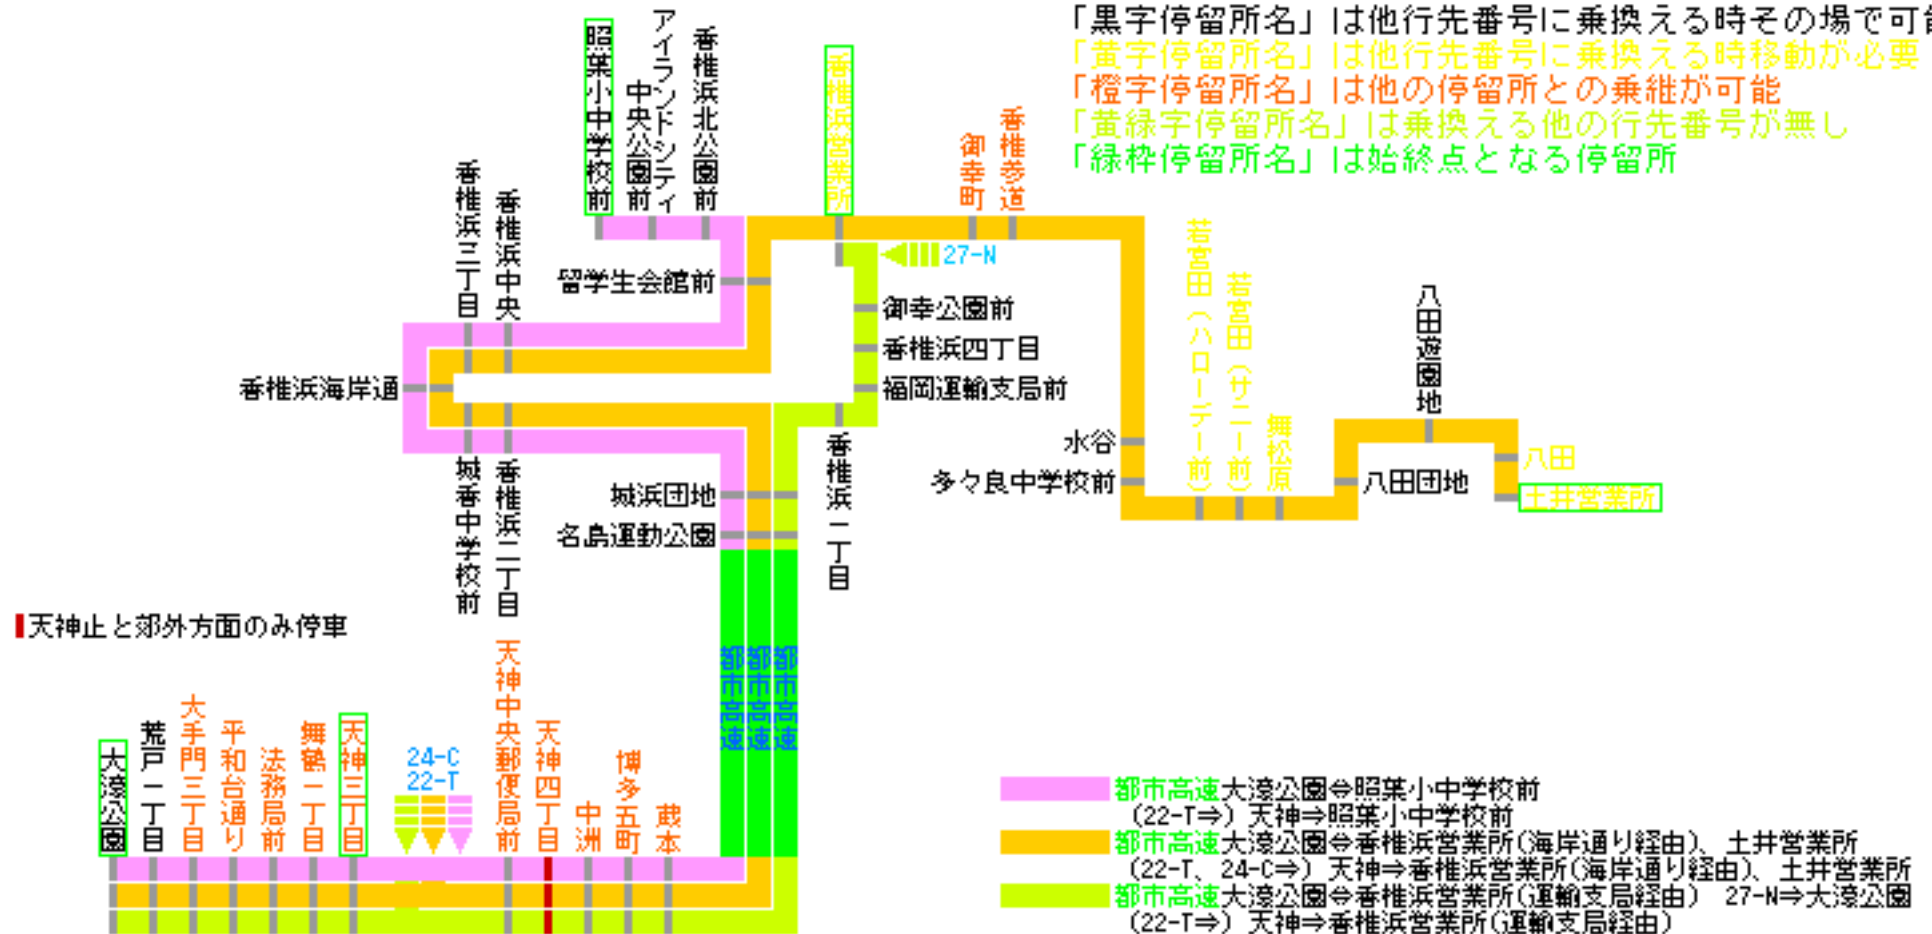 「黒字停留所名」は他行先番号に乗換える時その場で可能
「黄字停留所名」は他行先番号に乗換える時移動が必要
「橙字停留所名」は他の停留所との乗継が可能
「黄緑字停留所名」は乗換える他の行先番号が無し
「緑枠停留所名」は始終点となる停留所
照葉小中学校前
アイランドシティ
中央公園前
香椎浜北公園前
香椎浜営業所
御幸町
香椎参道
香椎浜三丁目
香椎浜中央
留学生会館前
27-N
御幸公園前
香椎浜四丁目
福岡運輸支局前
香椎浜海岸通
城香中学校前
香椎浜二丁目
香椎浜二丁目
城浜団地
名島運動公園
水谷
多々良中学校前
若宮田(ハローデー前)
若宮田(サニー前)
舞松原
八田団地
八田遊園地
八田
土井営業所
天神止と郊外方面のみ停車
都市高速
都市高速
都市高速
大濠公園
荒戸一丁目
大手門三丁目
平和台通り
法務局前
舞鶴一丁目
天神三丁目
24-C
22-T
天神中央郵便局前
天神四丁目
中洲
博多五町
蔵本
都市高速大濠公園⇔照葉小中学校前
(22-T⇒) 天神⇒照葉小中学校前
都市高速大濠公園⇔香椎浜営業所(海岸通り経由)、土井営業所
(22-T、24-C⇒) 天神⇒香椎浜営業所(海岸通り経由)、土井営業所
都市高速大濠公園⇔香椎浜営業所(運輸支局経由) 27-N⇒大濠公園
(22-T⇒) 天神⇒香椎浜営業所(運輸支局経由)